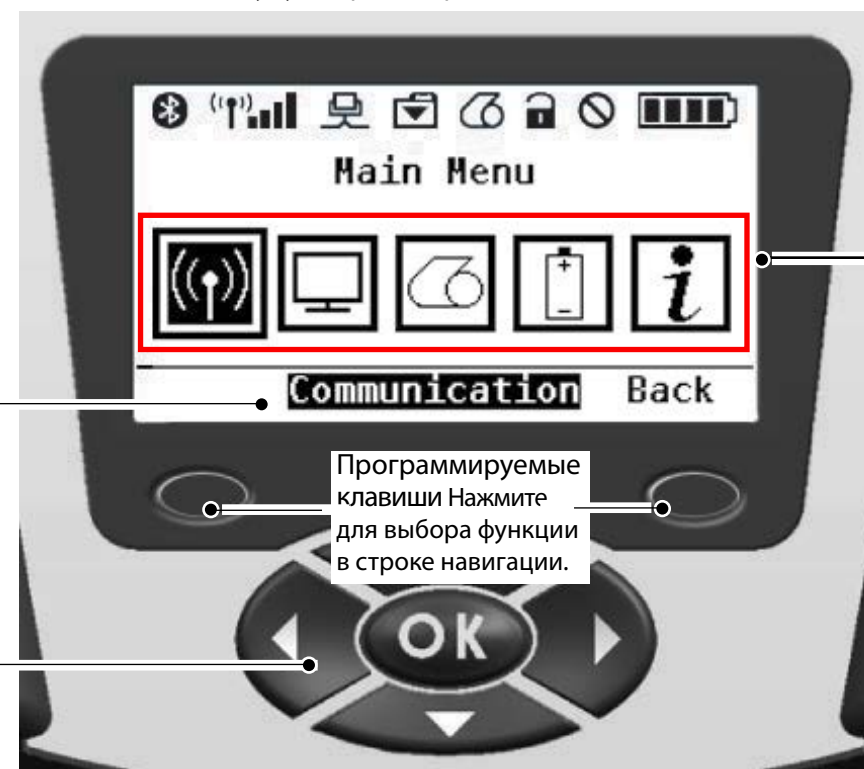 Main Menu
Communication Back
Программируемые
клавиши Нажмите
для выбора функции
в строке навигации.
OK